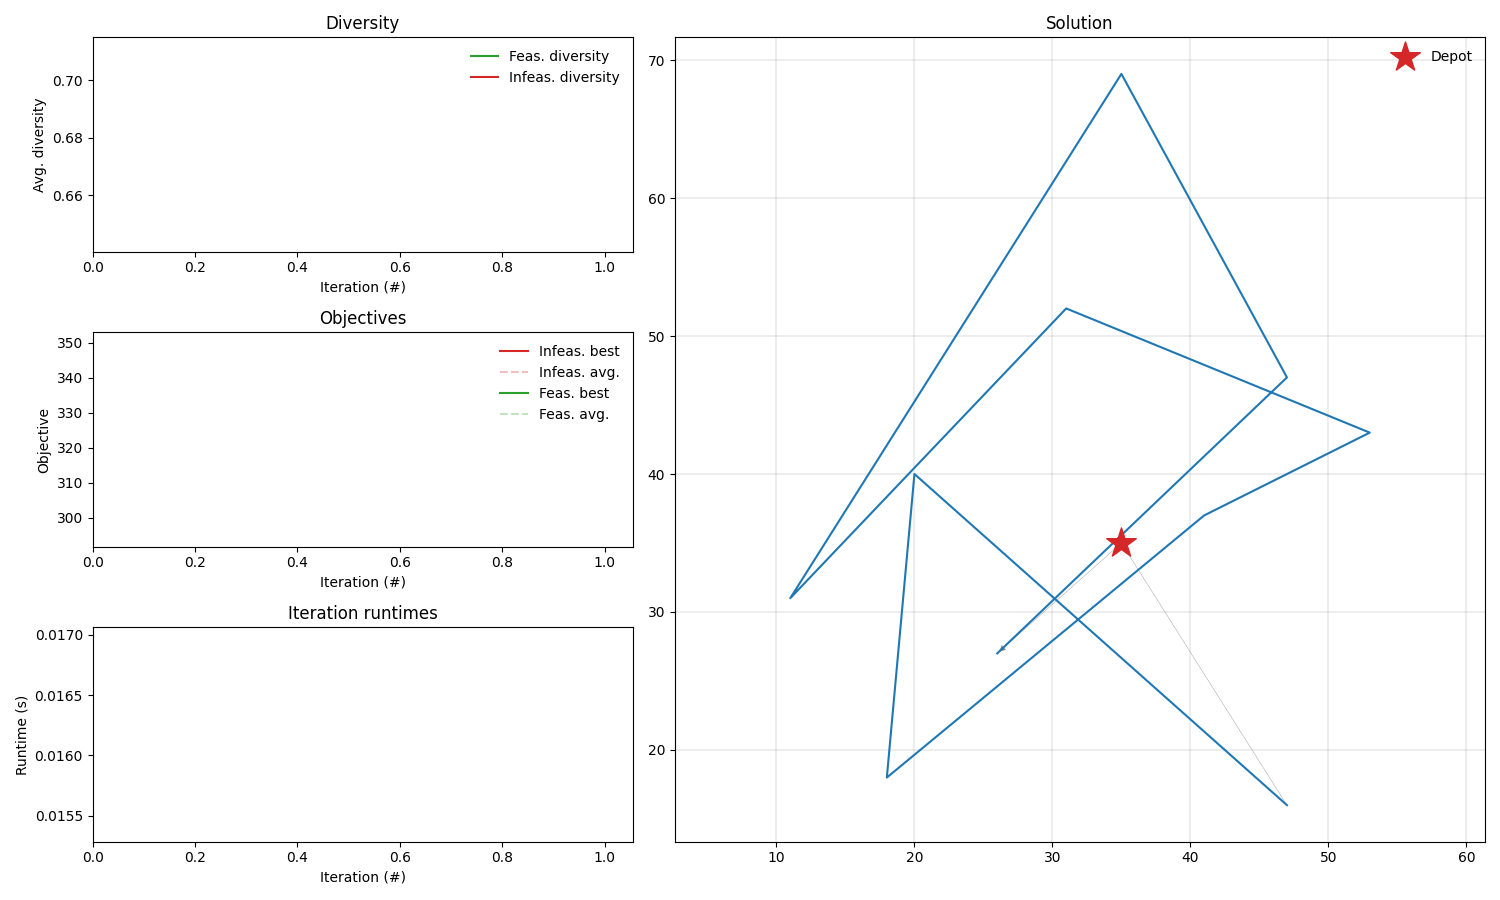 Diversity
Feas. diversity
Infeas. diversity
Avg. diversity
0.70
0.68
0.66
0.0 0.2 0.4 0.6 0.8 1.0
Iteration (#)
Objectives
Infeas. best
Infeas. avg.
Feas. best
Feas. avg.
Objective
350
340
330
320
310
300
0.0 0.2 0.4 0.6 0.8 1.0
Iteration (#)
Iteration runtimes
Runtime (s)
0.0170
0.0165
0.0160
0.0155
0.0 0.2 0.4 0.6 0.8 1.0
Iteration (#)
Solution
Depot
70
60
50
40
30
20
10 20 30 40 50 60